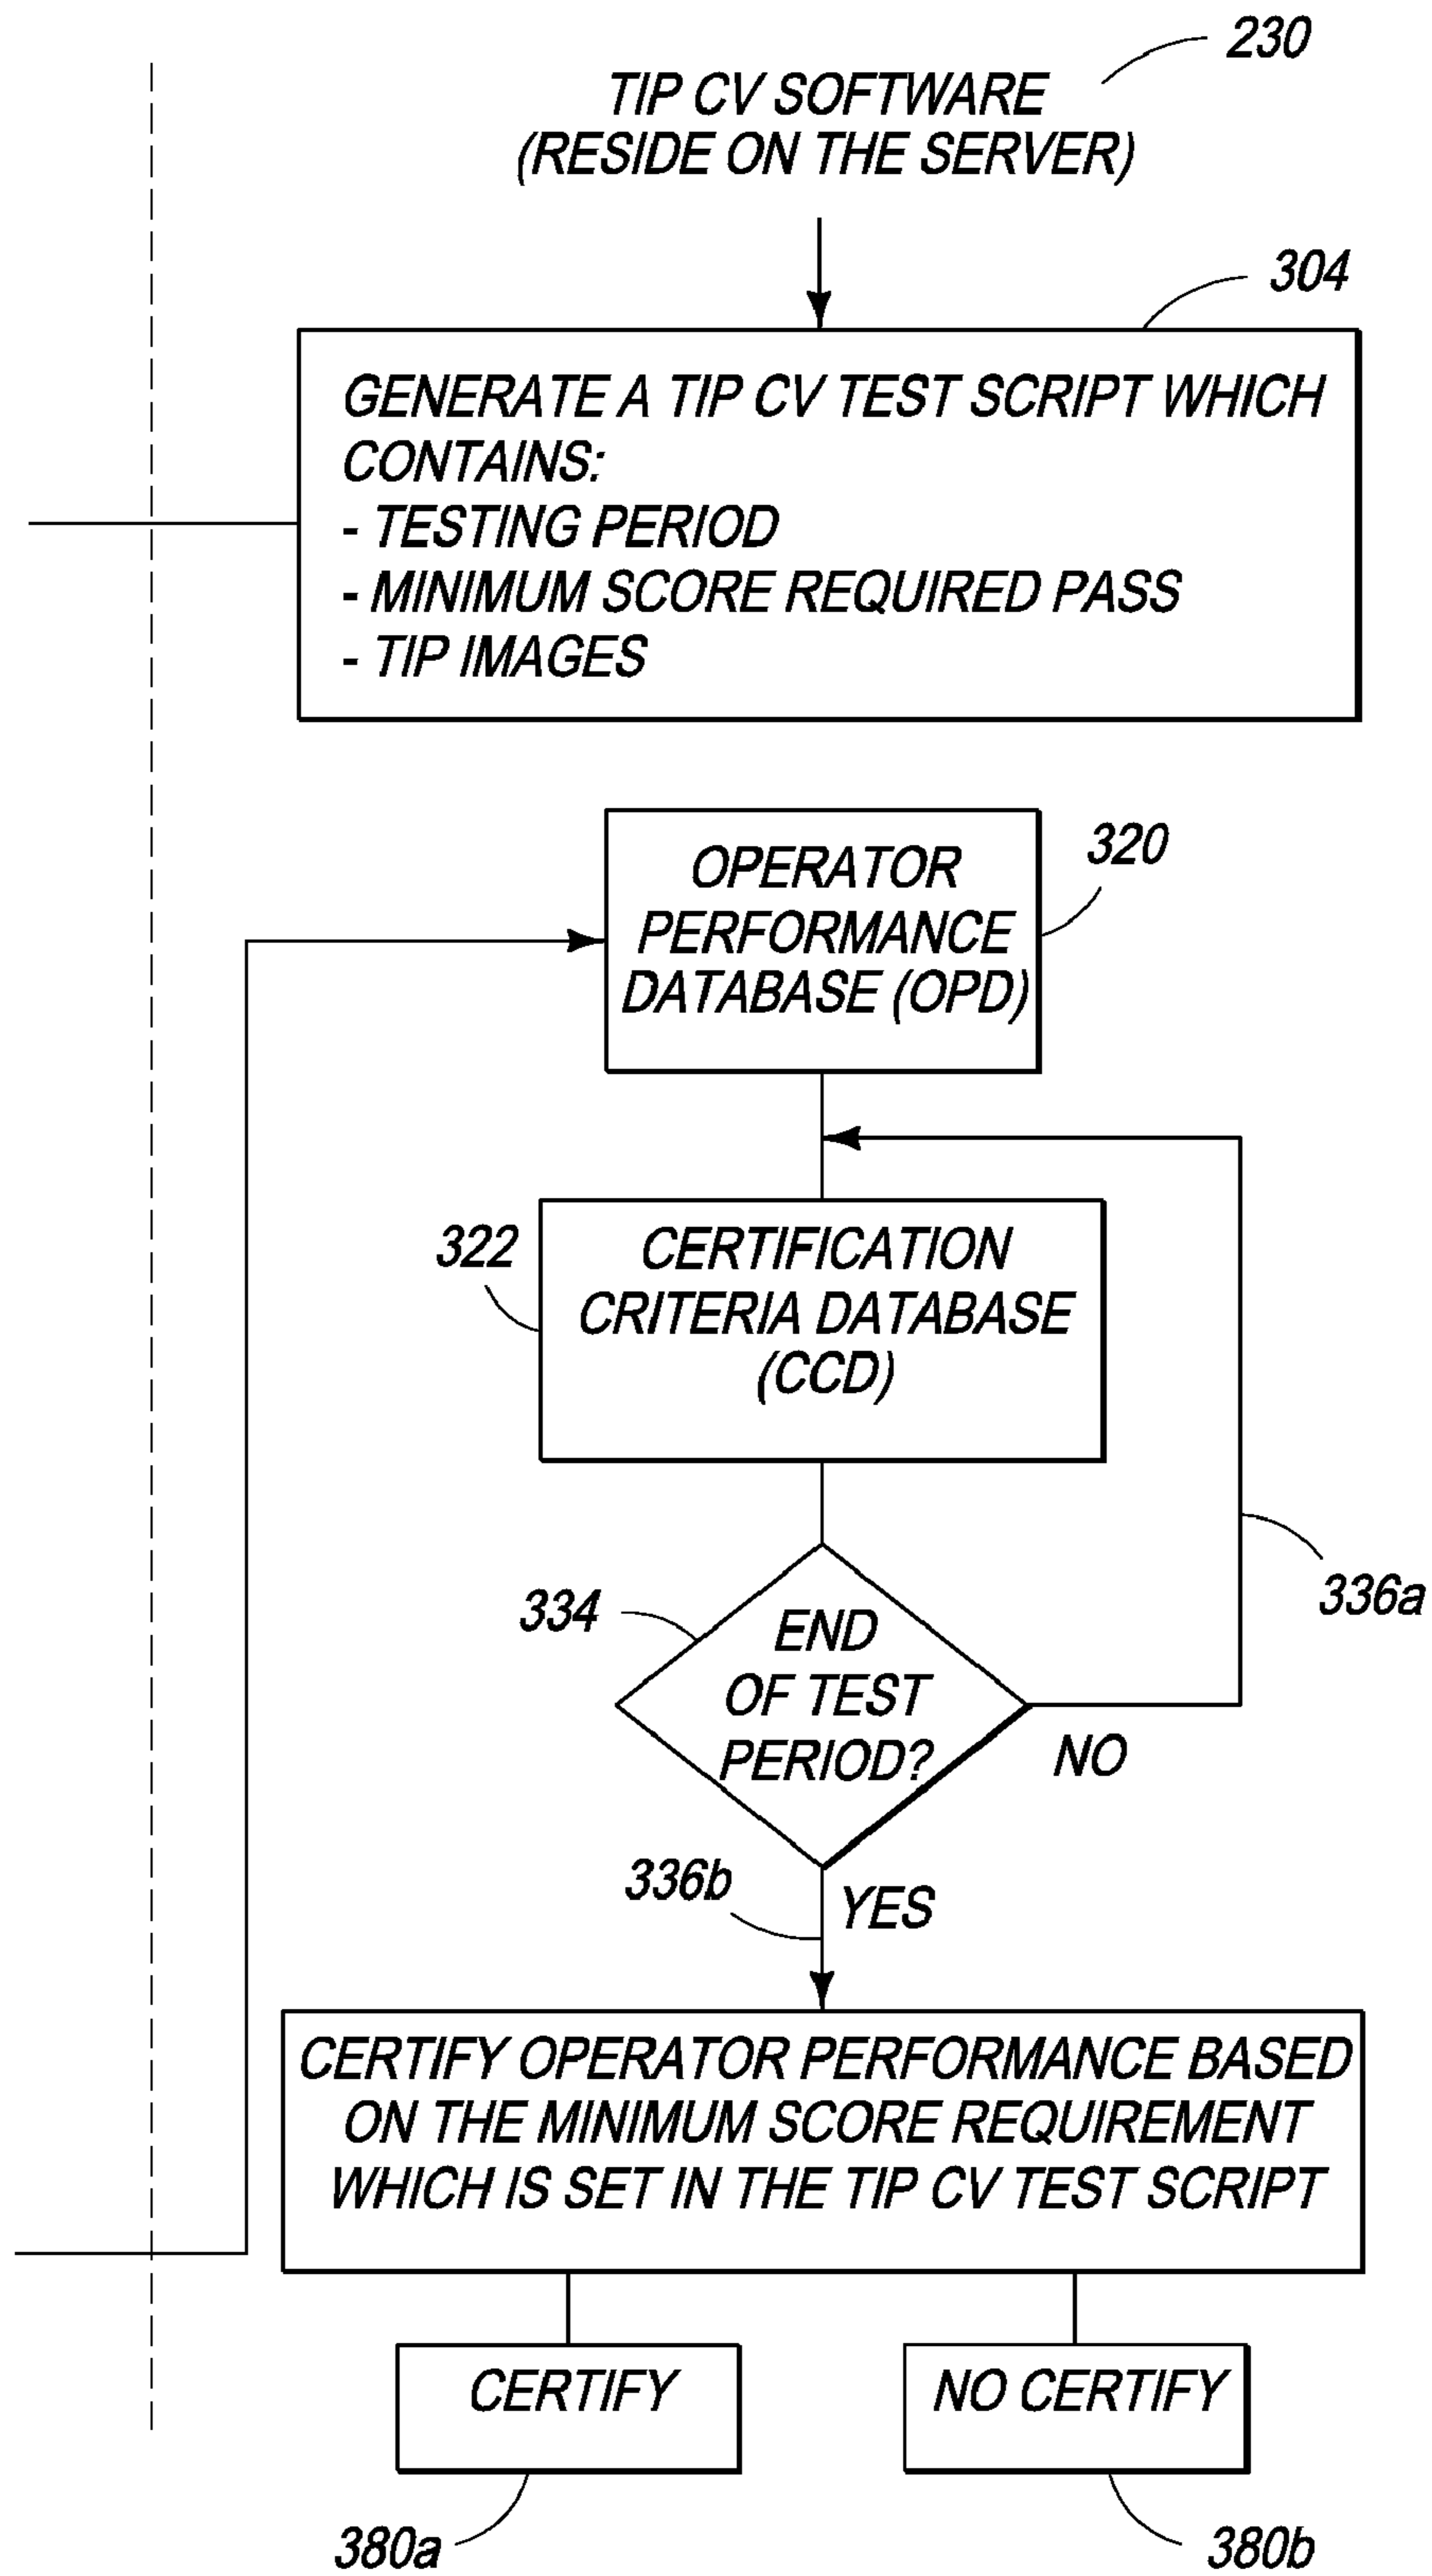 230
TIP CV SOFTWARE
(RESIDE ON THE SERVER)
304
GENERATE A TIP CV TEST SCRIPT WHICH
CONTAINS:
- TESTING PERIOD
- MINIMUM SCORE REQUIRED PASS
- TIP IMAGES
320
OPERATOR
PERFORMANCE
DATABASE (OPD)
322
CERTIFICATION
CRITERIA DATABASE
(CCD)
336a
334
END
OF TEST
PERIOD?
NO
336b
YES
CERTIFY OPERATOR PERFORMANCE BASED
ON THE MINIMUM SCORE REQUIREMENT
WHICH IS SET IN THE TIP CV TEST SCRIPT
CERTIFY
NO CERTIFY
380a
380b